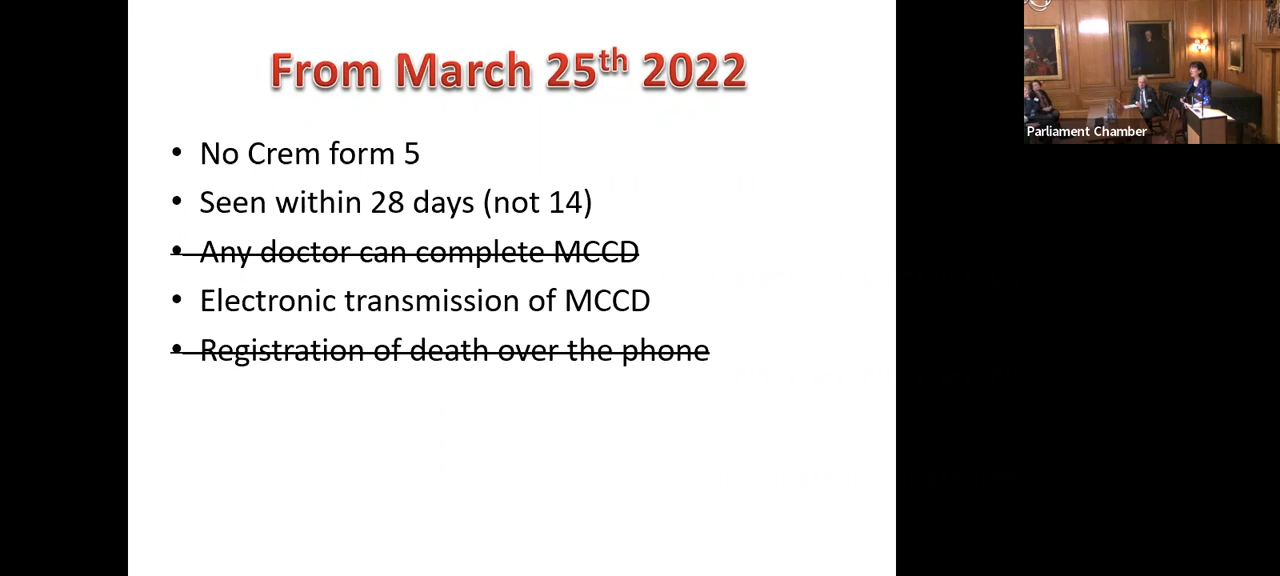 From March 25th 2022
• No Crem form 5
• Seen within 28 days (not 14)
• Any doctor can complete MCCD
• Electronic transmission of MCCD
• Registration of death over the phone
Parliament Chamber